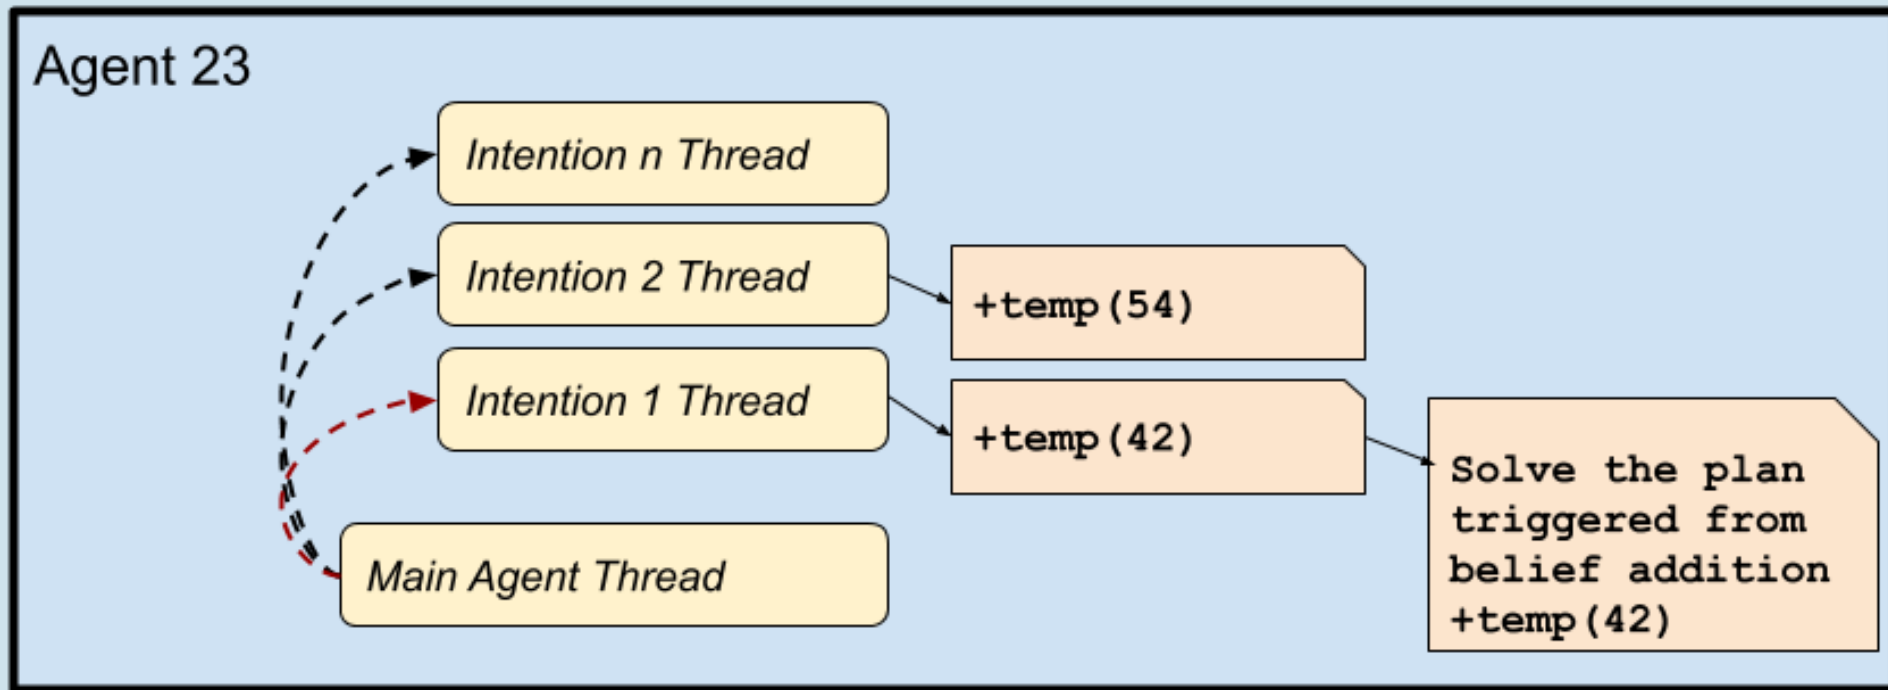 Agent 23
Intention n Thread
Intention 2 Thread
+temp(54)
Intention 1 Thread
+temp(42)
Solve the plan
triggered from
belief addition
+temp(42)
Main Agent Thread